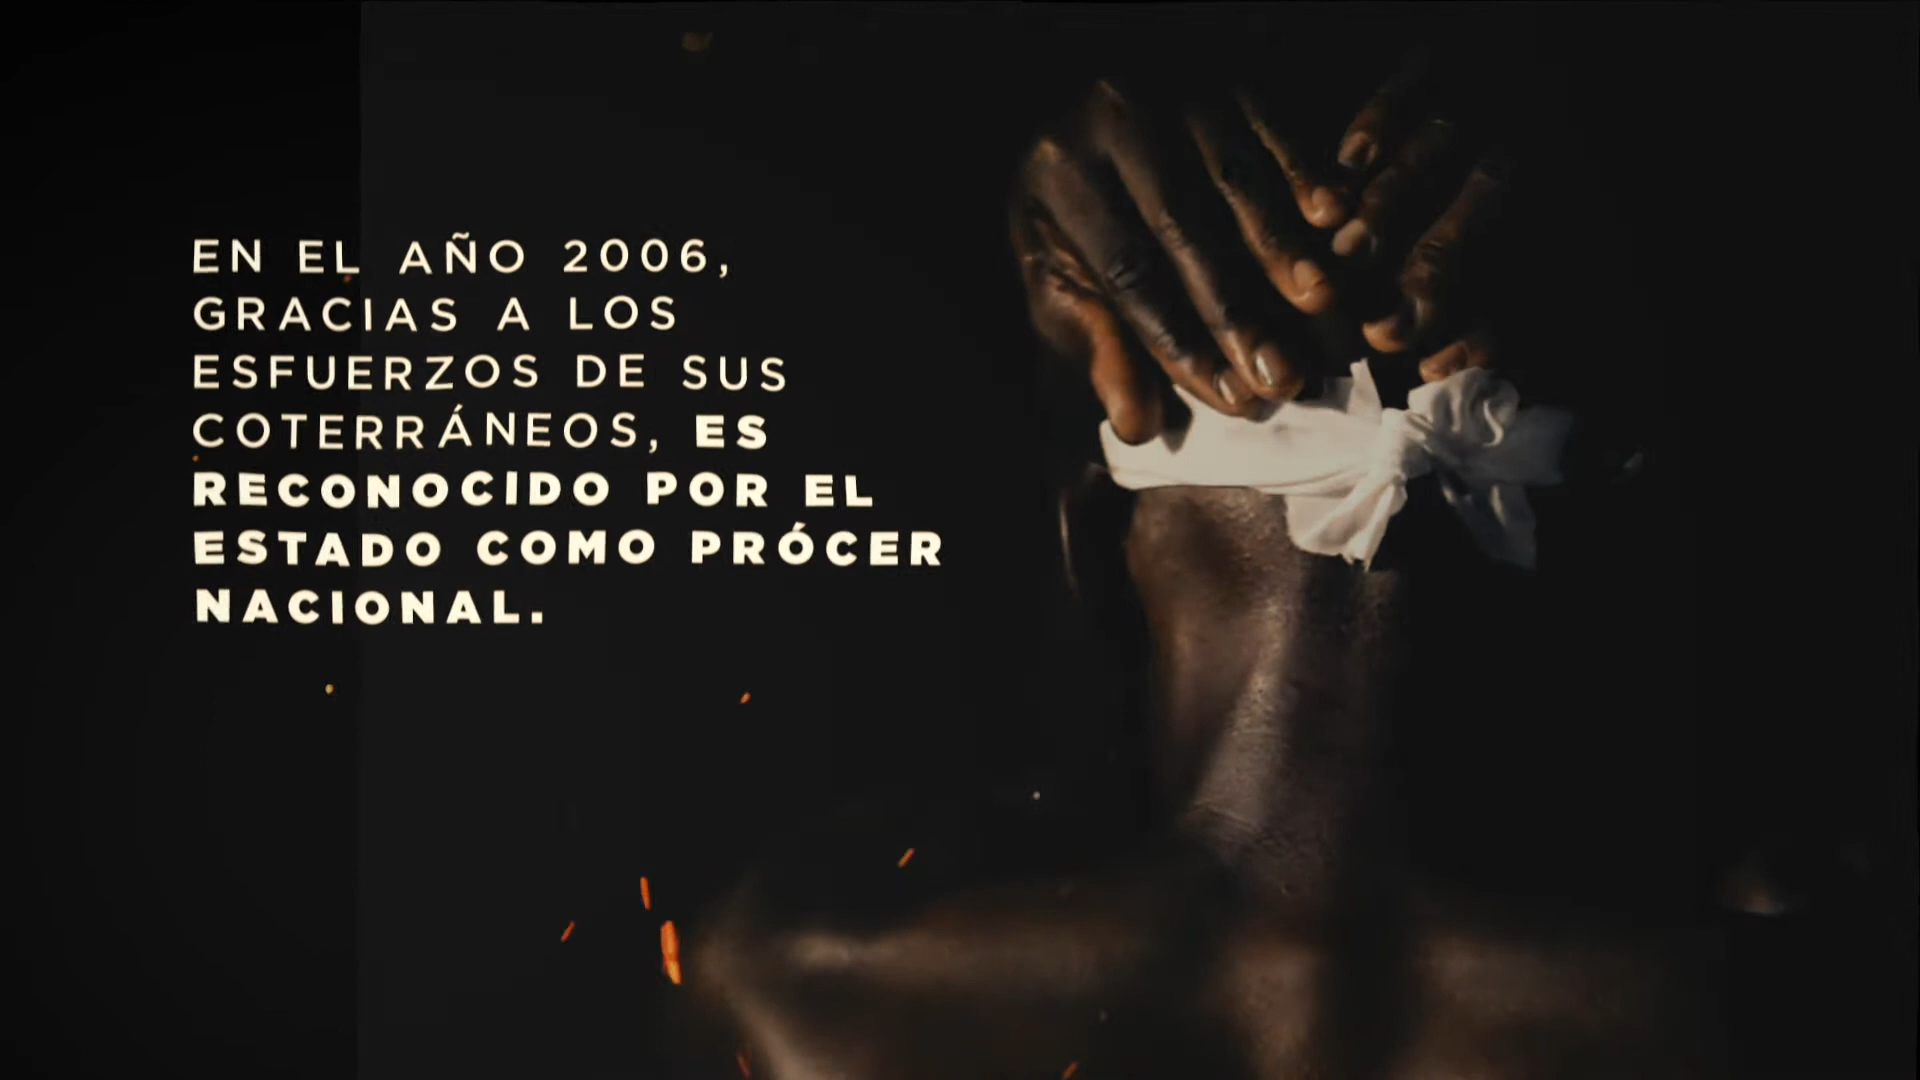 EN EL AÑO 2006,
GRACIAS A LOS
ESFUERZOS DE SUS
COTERRÁNEOS, ES
RECONOCIDO POR EL
ESTADO COMO PRÓCER
NACIONAL.